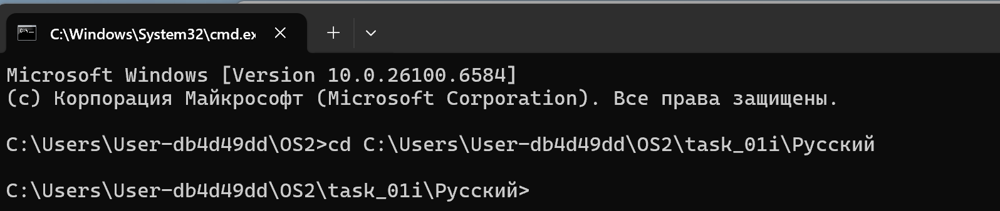 C:\Windows\System32\cmd.ex
Microsoft Windows [Version 10.0.26100.6584]
(c) Корпорация Майкрософт (Microsoft Corporation). Все права защищены.
C:\Users\User-db4d49dd\OS2>cd C:\Users\User-db4d49dd\OS2\task_01i\Русский
C:\Users\User-db4d49dd\OS2\task_01i\Русский>